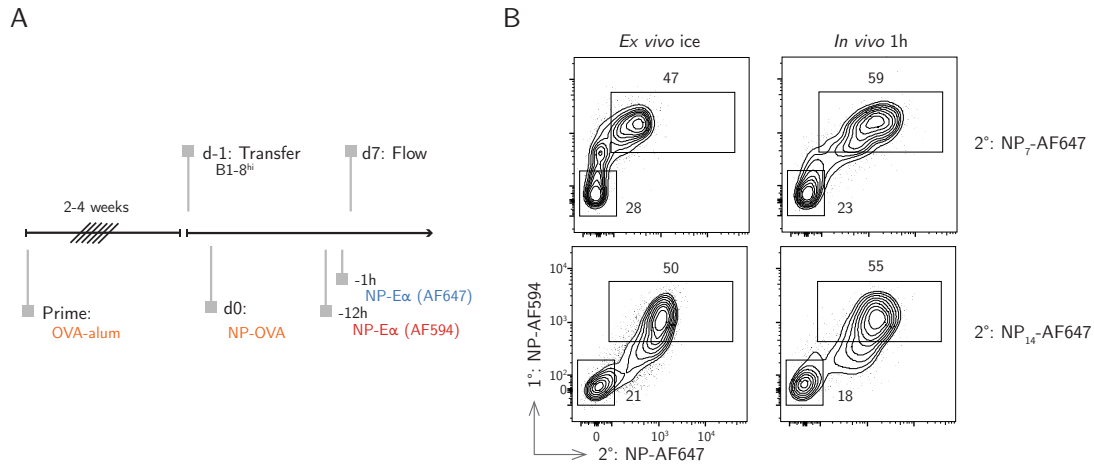 A
2-4 weeks
d-1: Transfer
B1-8hi
d7: Flow
Prime:
OVA-alum
d0:
NP-OVA
-1h
NP-Eα (AF647)
-12h
NP-Eα (AF594)
B
Ex vivo ice
In vivo 1h
47
28
59
23
2°: NP7-AF647
50
21
55
18
2°: NP14-AF647
10⁴
10³
10²
0
1°: NP-AF594
0
10³
10⁴
2°: NP-AF647